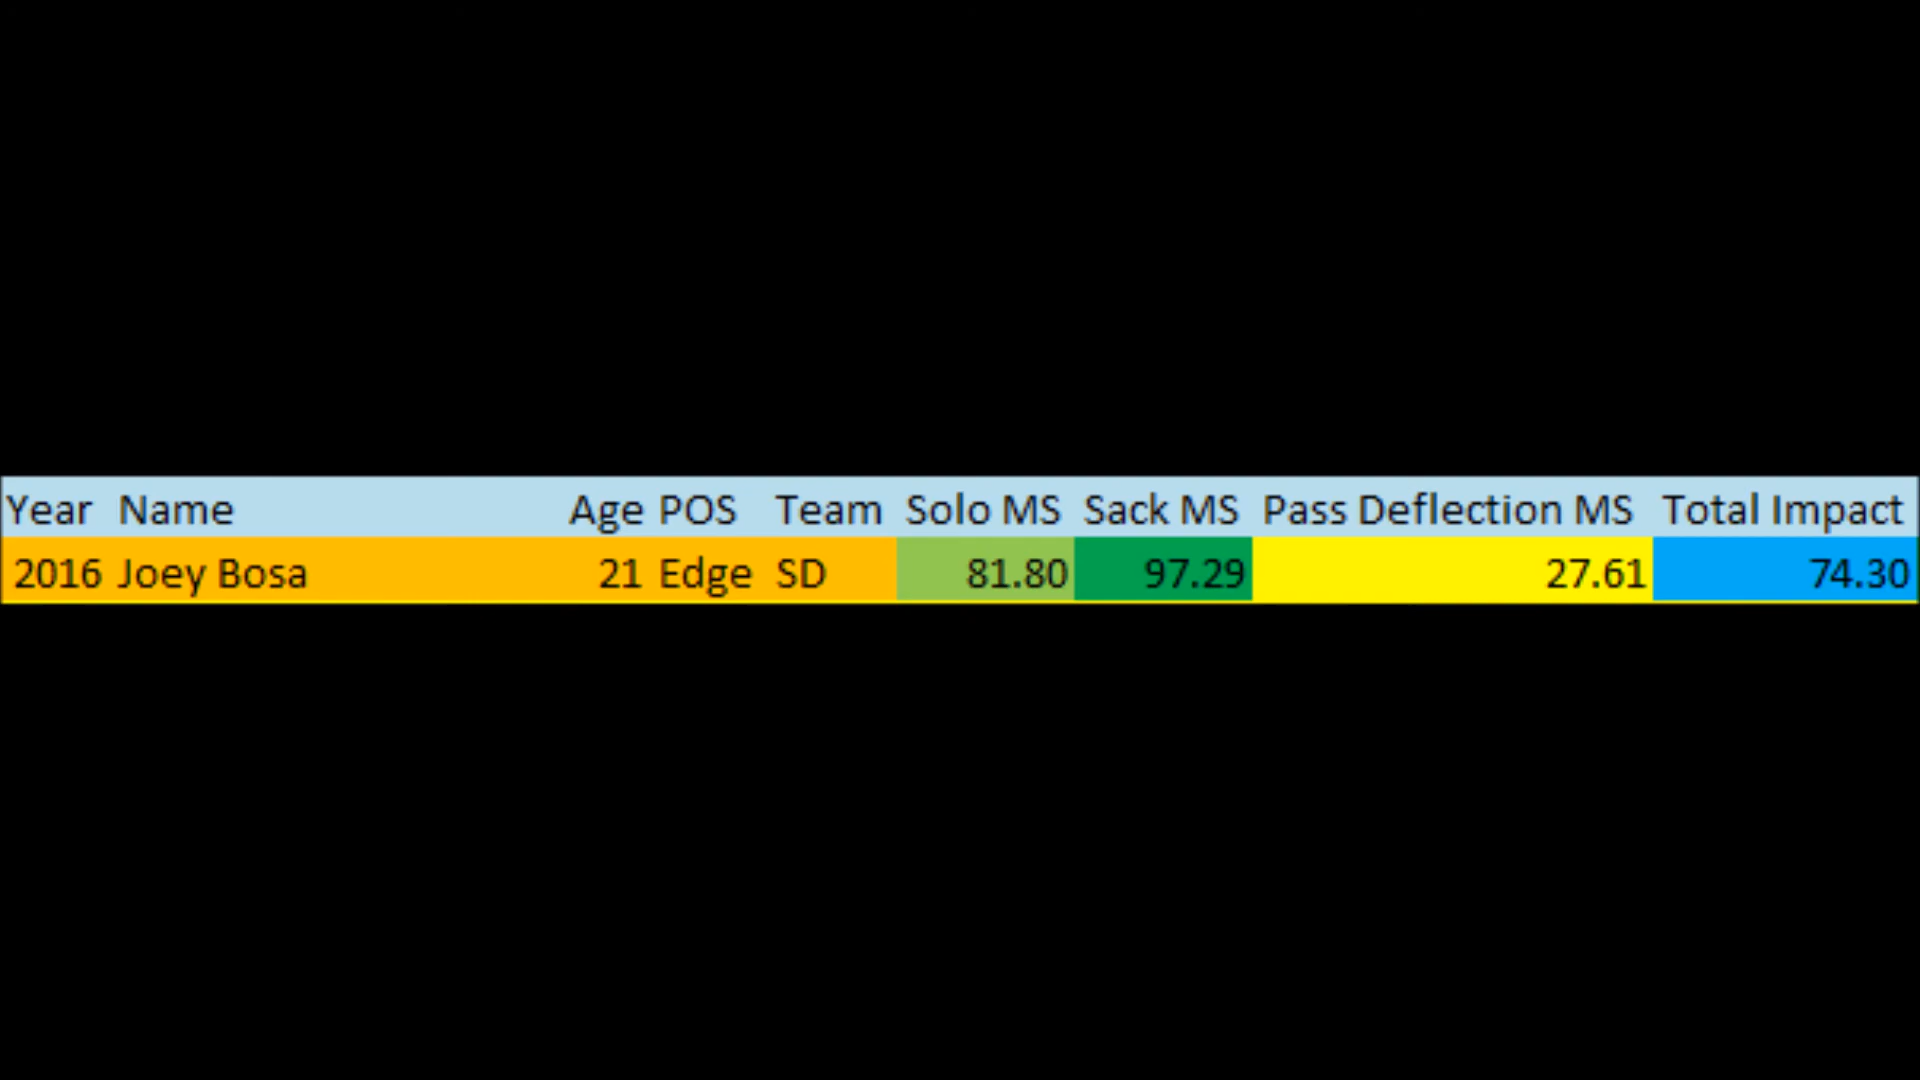 Year Name Age POS Team Solo MS Sack MS Pass Deflection MS Total Impact
2016 Joey Bosa 21 Edge SD 81.80 97.29 27.61 74.30